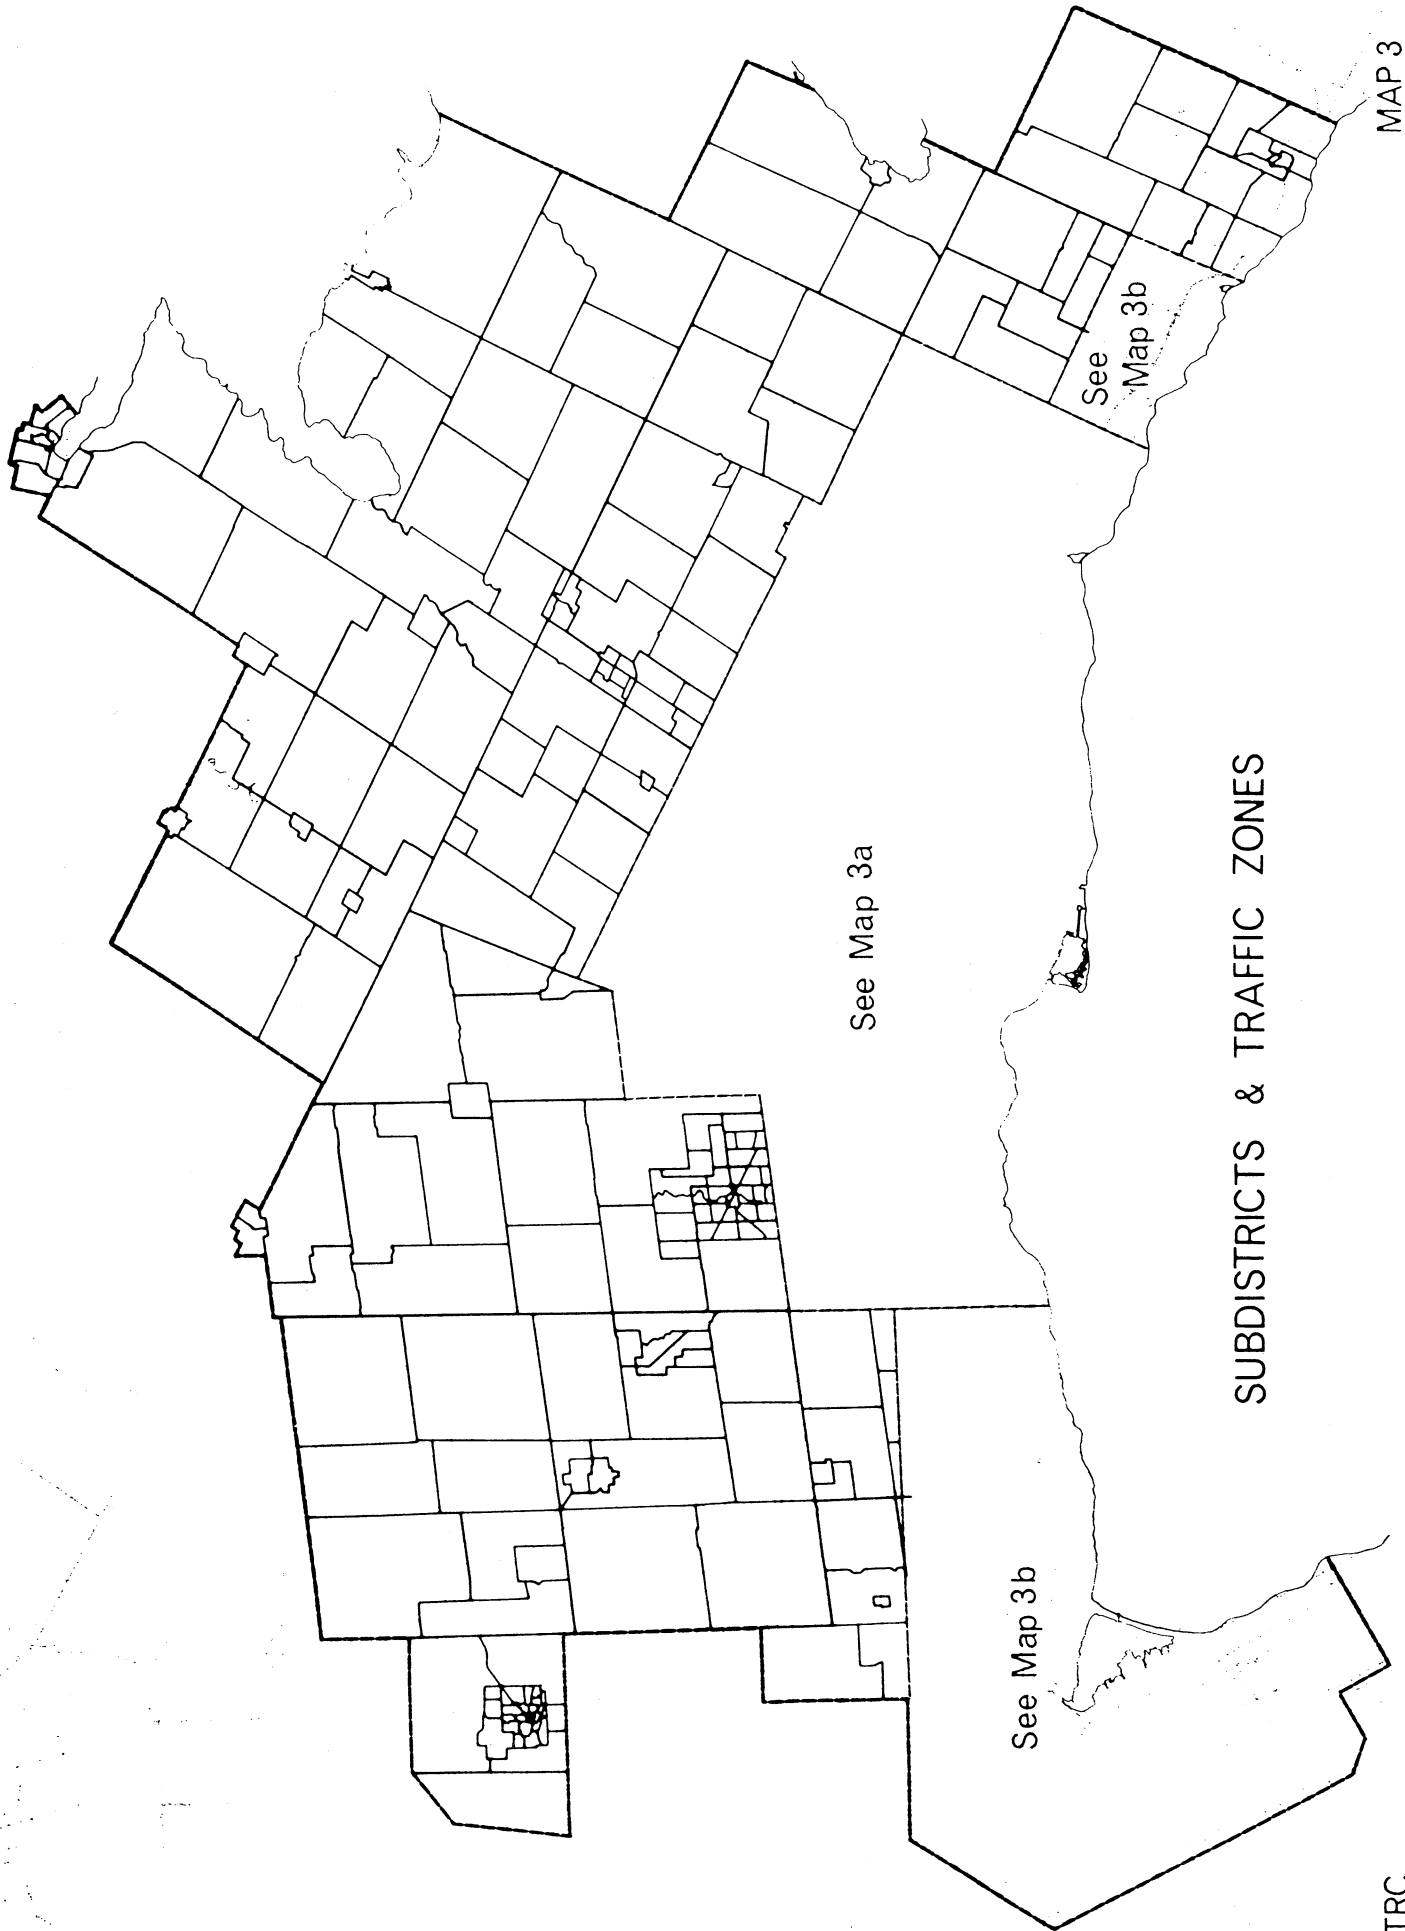 MAP 3
See
Map 3b
See Map 3a
SUBDISTRICTS & TRAFFIC ZONES
See Map 3b
TRC